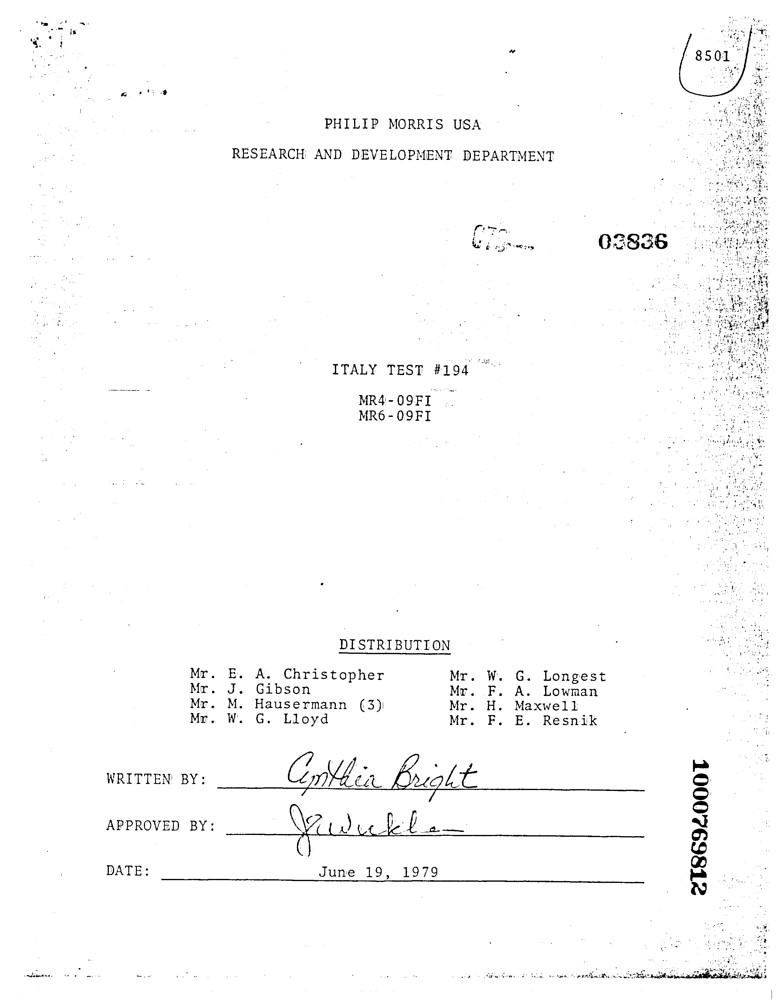 8501
PHILIP MORRIS USA
RESEARCH AND DEVELOPMENT DEPARTMENT
03836
ITALY TEST #194
MR4-09FI
MR6-09FI
DISTRIBUTION
Mr. E. A. Christopher
Mr. J. Gibson
Mr. M. Hausermann (3)
Mr. W. G. Lloyd
Mr. W. G. Longest
Mr. F. A. Lowman
Mr. H. Maxwell
Mr. F. E. Resnik
WRITTEN BY: Cynthia Bright
APPROVED BY:
DATE: June 19, 1979
1000769812